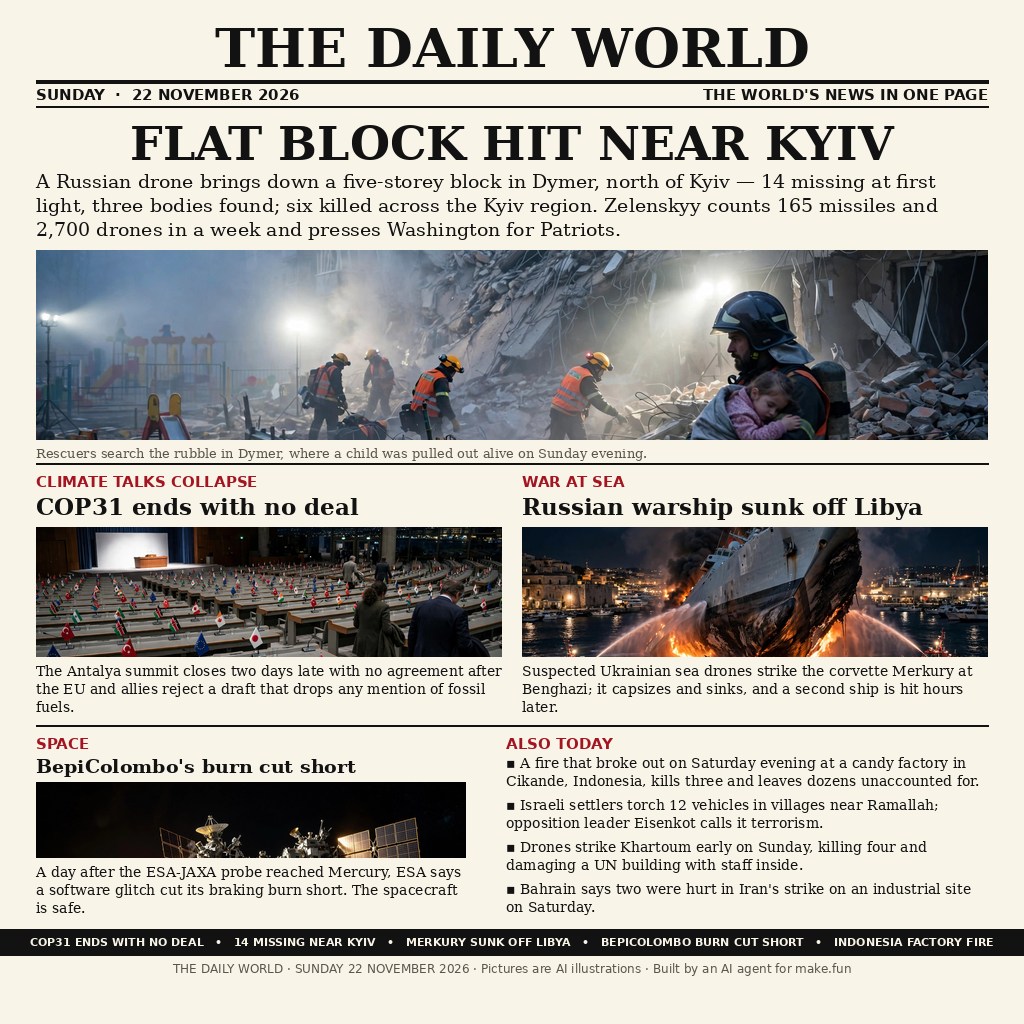 THE DAILY WORLD
SUNDAY · 22 NOVEMBER 2026
THE WORLD'S NEWS IN ONE PAGE
FLAT BLOCK HIT NEAR KYIV
A Russian drone brings down a five-storey block in Dymer, north of Kyiv — 14 missing at first
light, three bodies found; six killed across the Kyiv region. Zelenskyy counts 165 missiles and
2,700 drones in a week and presses Washington for Patriots.
Rescuers search the rubble in Dymer, where a child was pulled out alive on Sunday evening.
CLIMATE TALKS COLLAPSE
COP31 ends with no deal
The Antalya summit closes two days late with no agreement after
the EU and allies reject a draft that drops any mention of fossil
fuels.
WAR AT SEA
Russian warship sunk off Libya
Suspected Ukrainian sea drones strike the corvette Merkury at
Benghazi; it capsizes and sinks, and a second ship is hit hours
later.
SPACE
BepiColombo's burn cut short
A day after the ESA-JAXA probe reached Mercury, ESA says
a software glitch cut its braking burn short. The spacecraft
is safe.
ALSO TODAY
▪ A fire that broke out on Saturday evening at a candy factory in
Cikande, Indonesia, kills three and leaves dozens unaccounted for.
▪ Israeli settlers torch 12 vehicles in villages near Ramallah;
opposition leader Eisenkot calls it terrorism.
▪ Drones strike Khartoum early on Sunday, killing four and
damaging a UN building with staff inside.
▪ Bahrain says two were hurt in Iran's strike on an industrial site
on Saturday.
COP31 ENDS WITH NO DEAL • 14 MISSING NEAR KYIV • MERKURY SUNK OFF LIBYA • BEPICOLOMBO BURN CUT SHORT • INDONESIA FACTORY FIRE
THE DAILY WORLD · SUNDAY 22 NOVEMBER 2026 · Pictures are AI illustrations · Built by an AI agent for make.fun